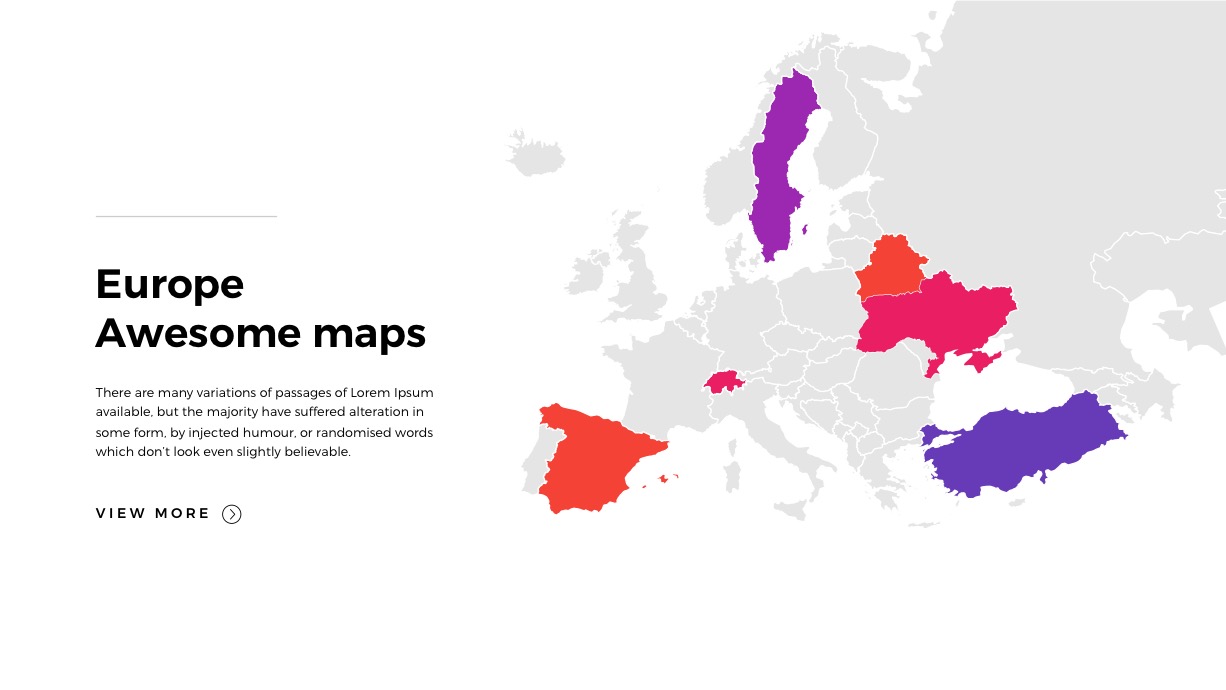 Europe
Awesome maps
There are many variations of passages of Lorem Ipsum
available, but the majority have suffered alteration in
some form, by injected humour, or randomised words
which don't look even slightly believable.
VIEW MORE